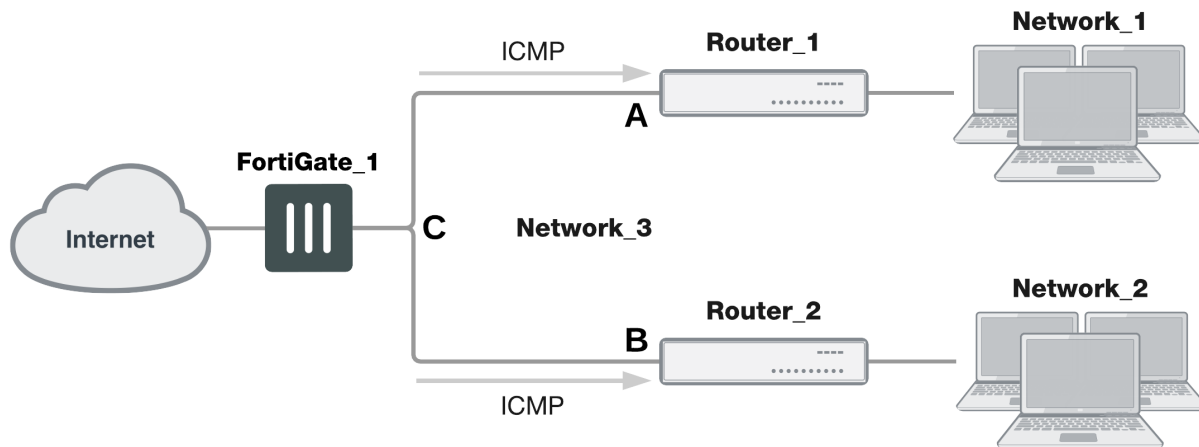 Network_1
Router_1
ICMP
A
FortiGate_1
Internet
C
Network_3
Network_2
Router_2
B
ICMP